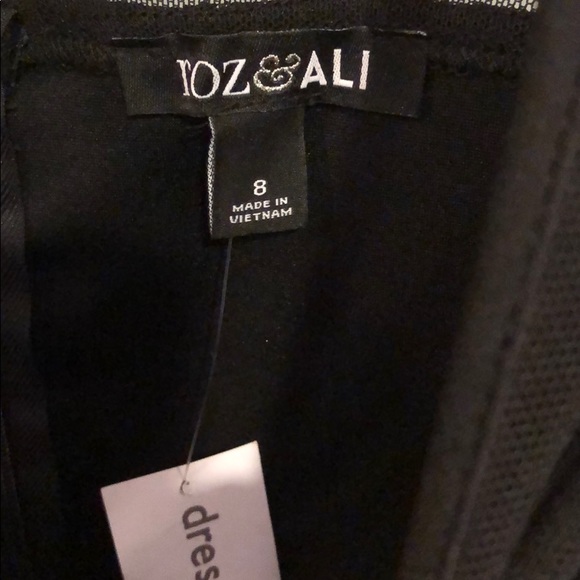 roz&ALI
8
MADE IN
VIETNAM
dres